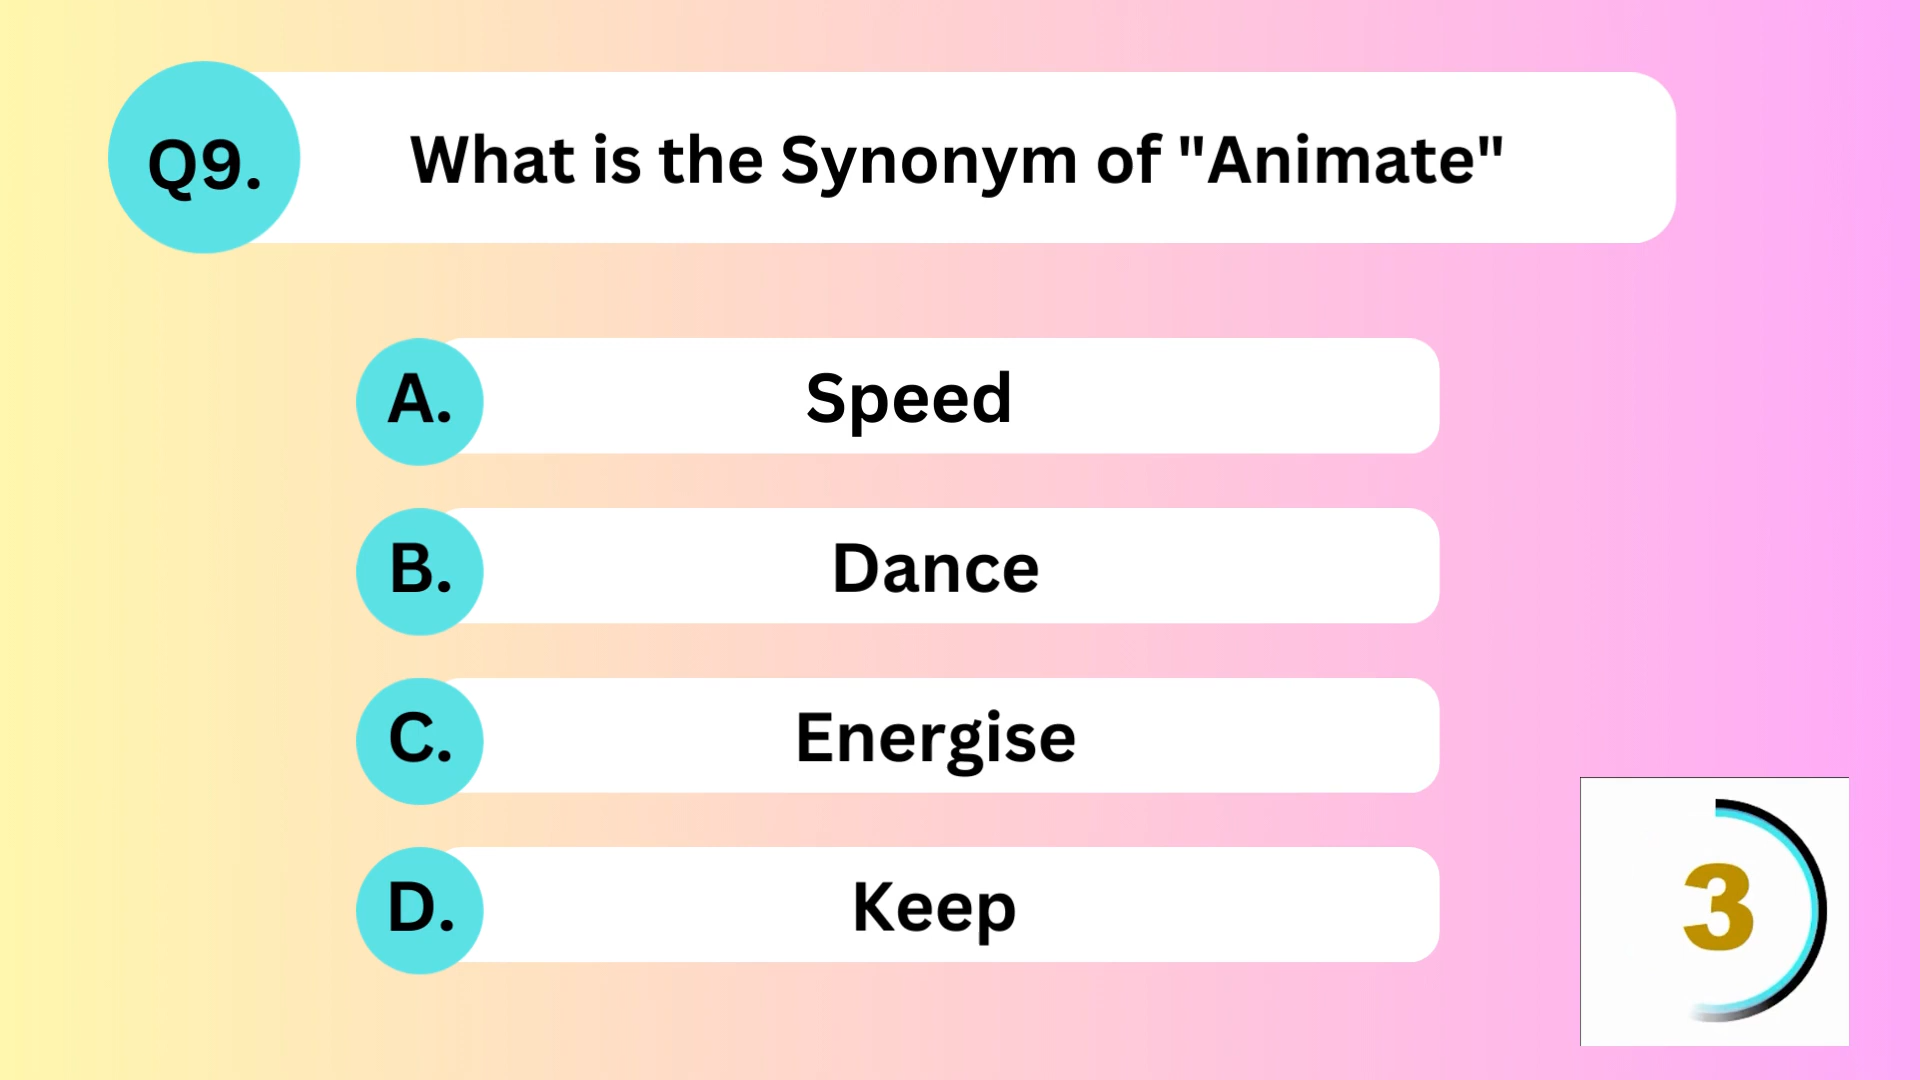 Q9.
What is the Synonym of "Animate"
A.
Speed
B.
Dance
C.
Energise
D.
Keep
3